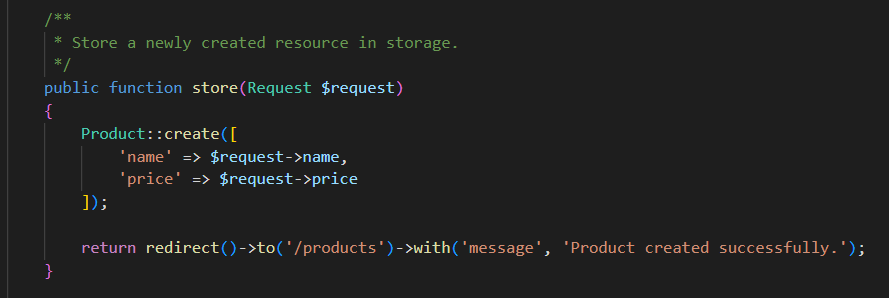 /**
 * Store a newly created resource in storage.
 */
public function store(Request $request)
{
    Product::create([
        'name' => $request->name,
        'price' => $request->price
    ]);

    return redirect()->to('/products')->with('message', 'Product created successfully.');
}